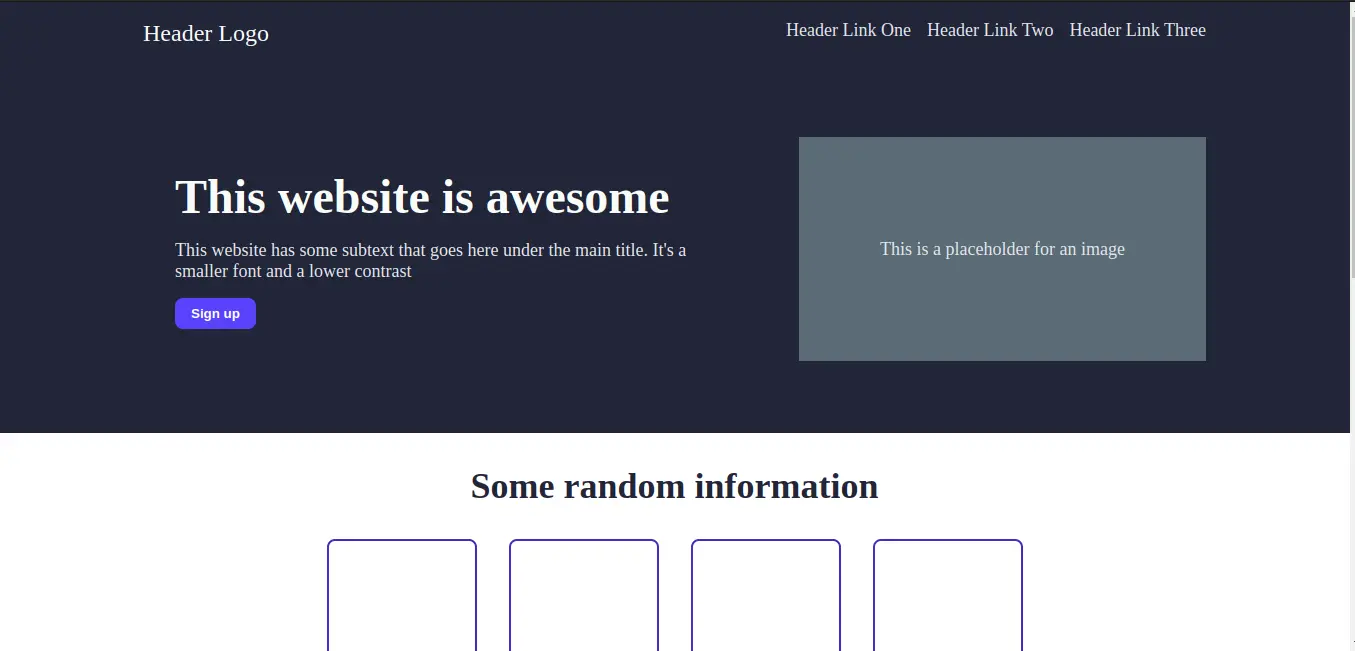 Header Logo
Header Link One Header Link Two Header Link Three
This website is awesome
This website has some subtext that goes here under the main title. It's a
smaller font and a lower contrast
Sign up
This is a placeholder for an image
Some random information